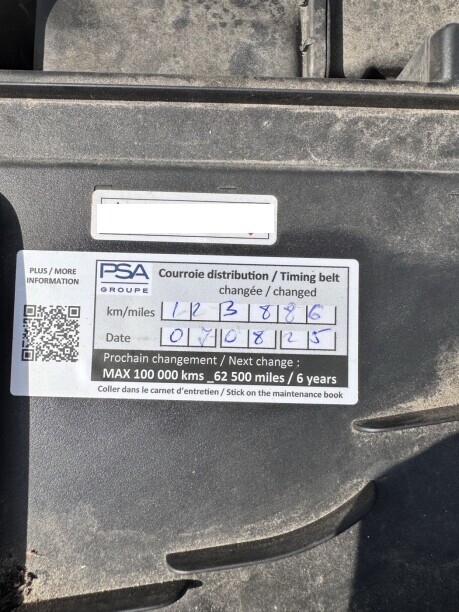 PLUS / MORE
INFORMATION
PSA
GROUPE
Courroie distribution / Timing belt
changée / changed
km/miles 1 2 3 8 8 6
Date 0 7 0 8 2 5
Prochain changement / Next change :
MAX 100 000 kms _62 500 miles / 6 years
Coller dans le carnet d'entretien / Stick on the maintenance book